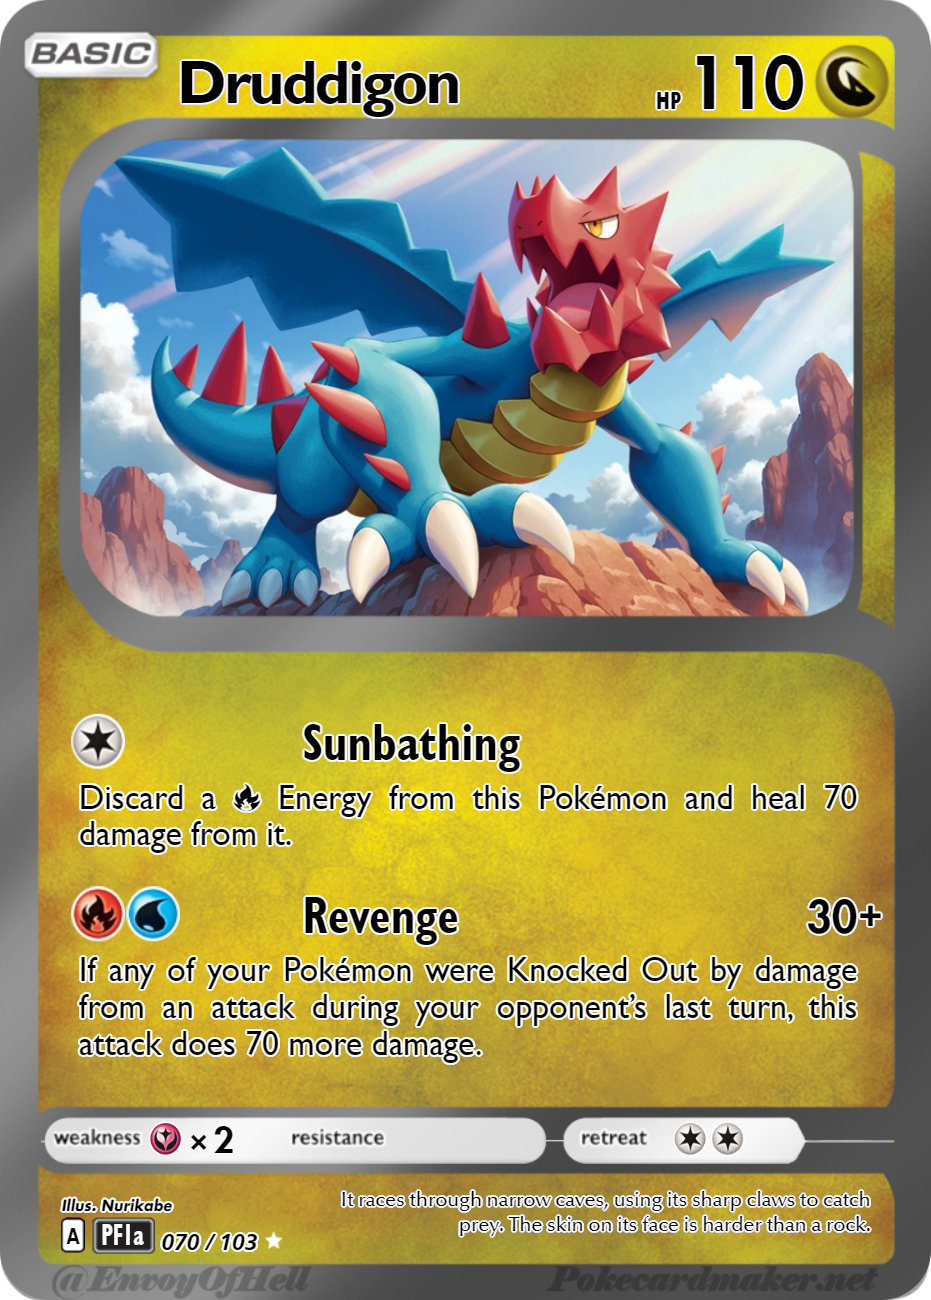 BASIC
Druddigon
HP 110
Sunbathing
Discard a Energy from this Pokémon and heal 70
damage from it.
Revenge 30+
If any of your Pokémon were Knocked Out by damage
from an attack during your opponent's last turn, this
attack does 70 more damage.
weakness × 2 resistance retreat
Illus. Nurikabe
It races through narrow caves, using its sharp claws to catch
prey. The skin on its face is harder than a rock.
A PF1a 070 / 103
@EnvoyOfHell Pokecardmaker.net